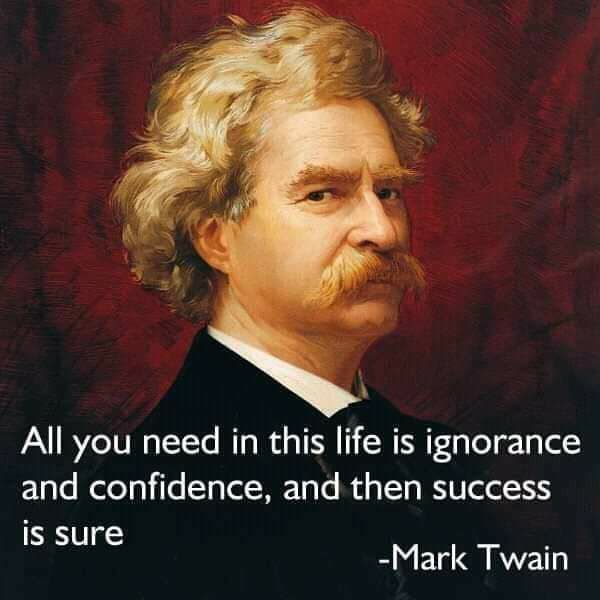 All you need in this life is ignorance
and confidence, and then success
is sure
-Mark Twain